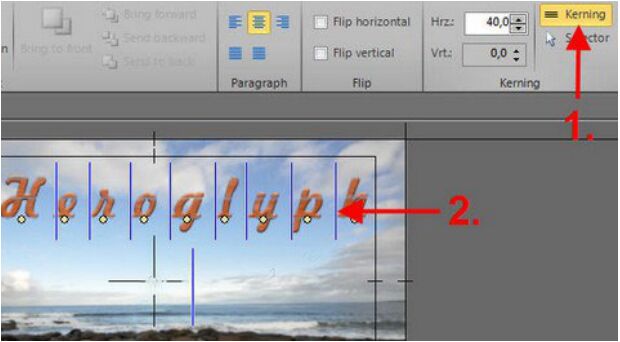 Bring forward
Send backward
Send to back
Bring to front
n
Paragraph
Flip horizontal
Flip vertical
Flip
Hrz.: 40,0
Vrt.: 0,0
Kerning
Kerning
Selector
1.
Heroglyph
2.